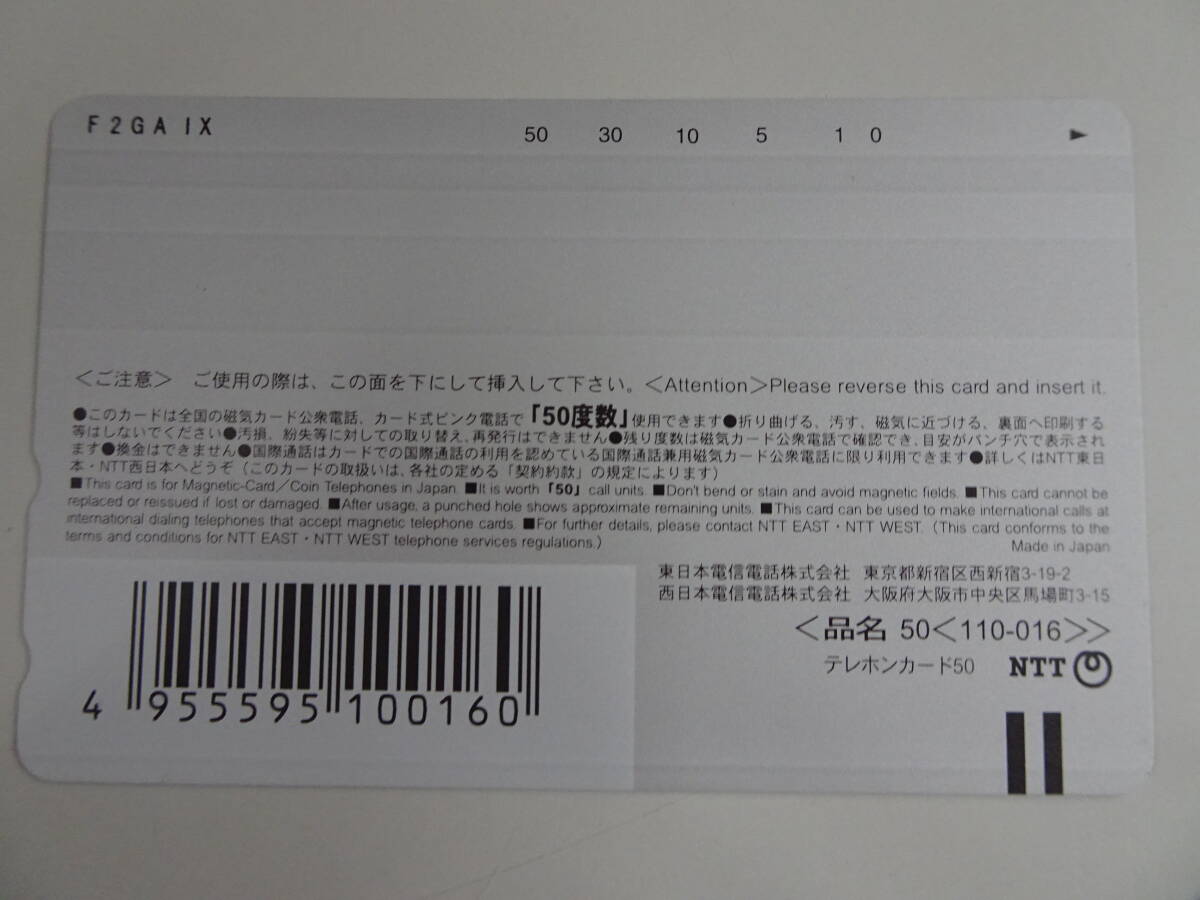 F2GA IX 50 30 10 5 1 0 ►
＜ご注意＞ ご使用の際は、この面を下にして挿入して下さい。＜Attention＞Please reverse this card and insert it.
●このカードは全国の磁気カード公衆電話、カード式ピンク電話で「50度数」使用できます●折り曲げる、汚す、磁気に近づける、裏面へ印刷する
等はしないでください●汚損、紛失等に対しての取り替え、再発行はできません●残り度数は磁気カード公衆電話で確認でき、目安がパンチ穴で表示され
ます●換金はできません●国際通話はカードでの国際通話の利用を認めている国際通話兼用磁気カード公衆電話に限り利用できます●詳しくはNTT東日
本・NTT西日本へどうぞ（このカードの取扱いは、各社の定める「契約約款」の規定によります）
■This card is for Magnetic-Card／Coin Telephones in Japan. ■It is worth「50」call units. ■Don't bend or stain and avoid magnetic fields. ■This card cannot be
replaced or reissued if lost or damaged. ■After usage, a punched hole shows approximate remaining units. ■This card can be used to make international calls at
international dialing telephones that accept magnetic telephone cards. ■For further details, please contact NTT EAST・NTT WEST.（This card conforms to the
terms and conditions for NTT EAST・NTT WEST telephone services regulations.）
Made in Japan
東日本電信電話株式会社 東京都新宿区西新宿3-19-2
西日本電信電話株式会社 大阪府大阪市中央区馬場町3-15
＜品名 50＜110-016＞＞
テレホンカード50 NTT
4 955595 100160